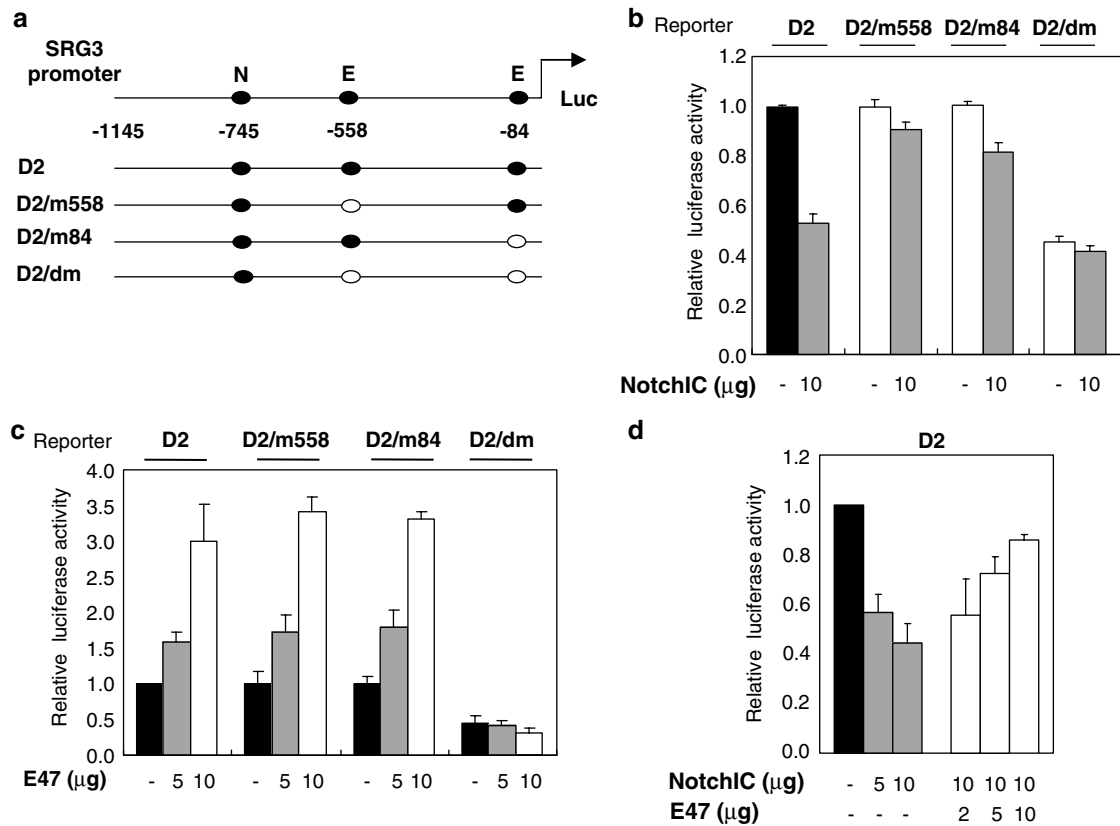 a
SRG3
promoter
N E E
Luc
-1145 -745 -558 -84
D2
D2/m558
D2/m84
D2/dm
b
Reporter D2 D2/m558 D2/m84 D2/dm
Relative luciferase activity
1.2
1.0
0.8
0.6
0.4
0.2
0.0
NotchIC (μg) - 10 - 10 - 10 - 10
c
Reporter D2 D2/m558 D2/m84 D2/dm
Relative luciferase activity
4.0
3.5
3.0
2.5
2.0
1.5
1.0
0.5
0.0
E47 (μg) - 5 10 - 5 10 - 5 10 - 5 10
d
D2
Relative luciferase activity
1.2
1.0
0.8
0.6
0.4
0.2
0.0
NotchIC (μg) - 5 10 10 10 10
E47 (μg) - - - 2 5 10